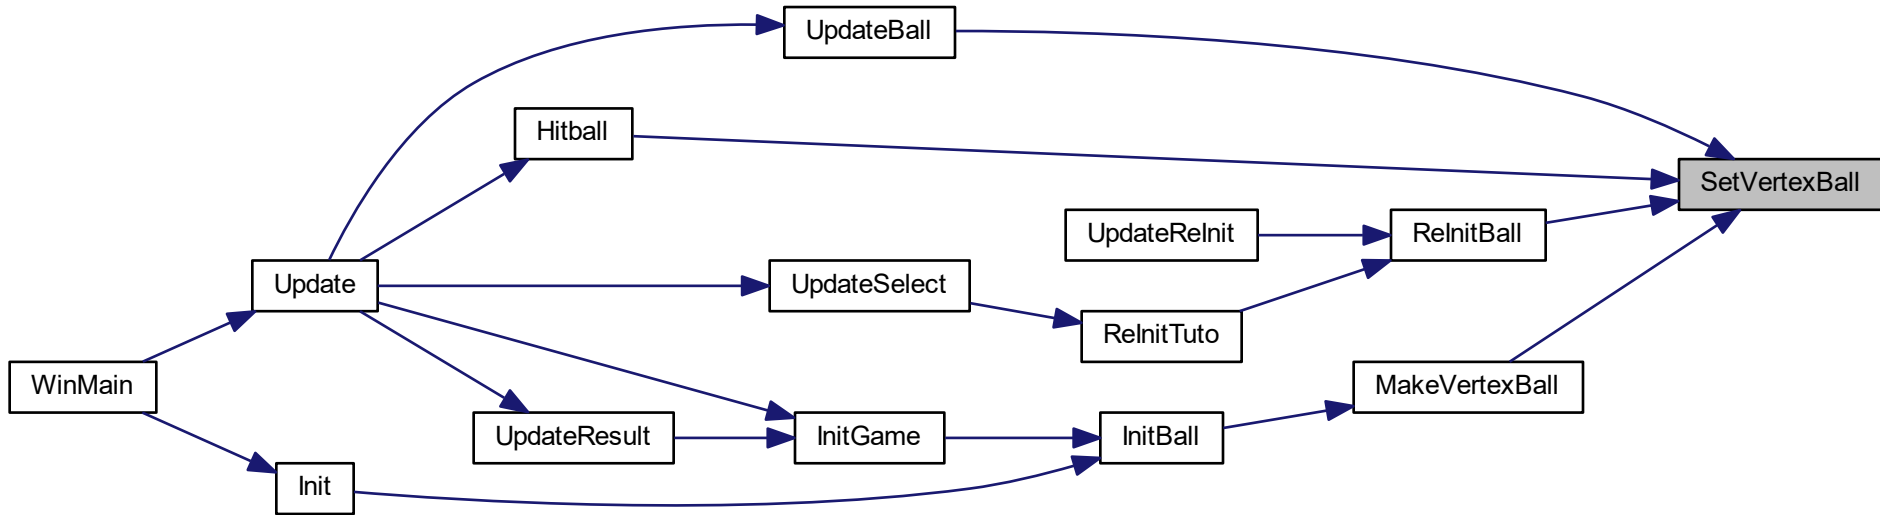 UpdateBall
Hitball
SetVertexBall
UpdateReInit
ReInitBall
Update
UpdateSelect
ReInitTuto
WinMain
MakeVertexBall
UpdateResult
InitGame
InitBall
Init